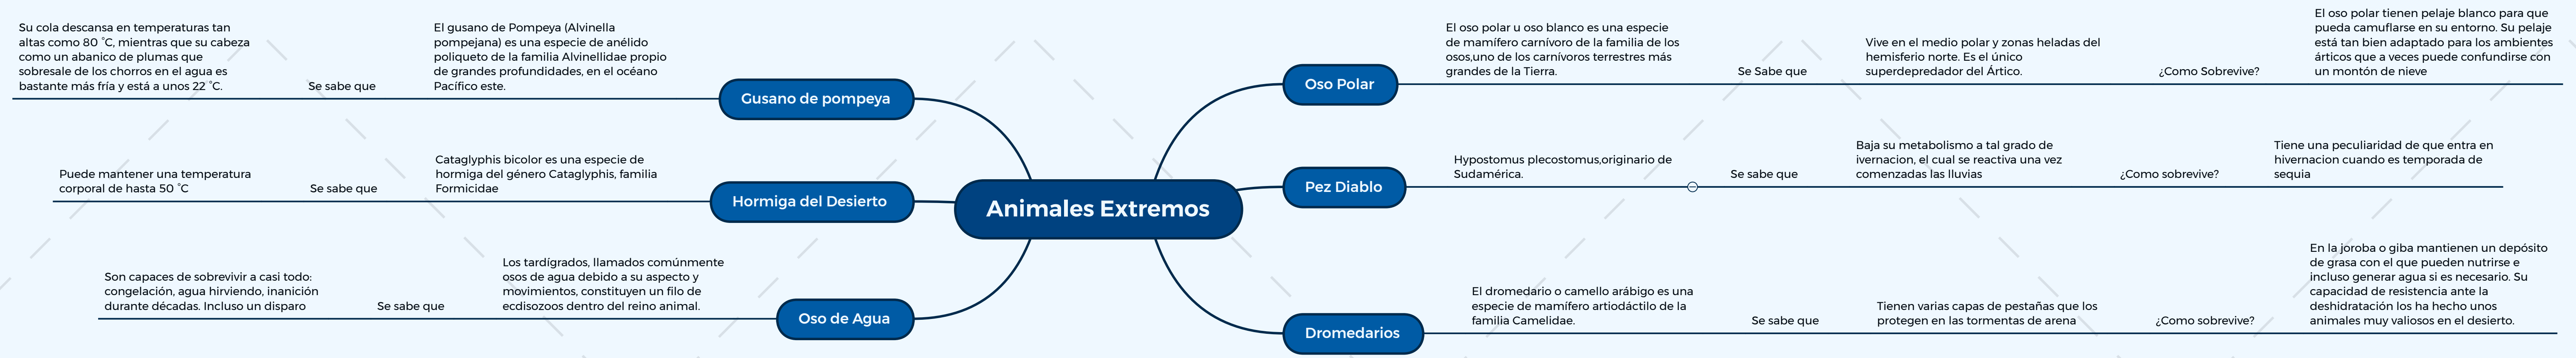 Animales Extremos
Gusano de pompeya
El gusano de Pompeya (Alvinella
pompejana) es una especie de anélido
poliqueto de la familia Alvinellidae propio
de grandes profundidades, en el océano
Pacífico este.
Se sabe que
Su cola descansa en temperaturas tan
altas como 80 °C, mientras que su cabeza
como un abanico de plumas que
sobresale de los chorros en el agua es
bastante más fría y está a unos 22 °C.
Hormiga del Desierto
Cataglyphis bicolor es una especie de
hormiga del género Cataglyphis, familia
Formicidae
Se sabe que
Puede mantener una temperatura
corporal de hasta 50 °C
Oso de Agua
Los tardígrados, llamados comúnmente
osos de agua debido a su aspecto y
movimientos, constituyen un filo de
ecdisozoos dentro del reino animal.
Se sabe que
Son capaces de sobrevivir a casi todo:
congelación, agua hirviendo, inanición
durante décadas. Incluso un disparo
Oso Polar
El oso polar u oso blanco es una especie
de mamífero carnívoro de la familia de los
osos,uno de los carnívoros terrestres más
grandes de la Tierra.
Se Sabe que
Vive en el medio polar y zonas heladas del
hemisferio norte. Es el único
superdepredador del Ártico.
¿Como Sobrevive?
El oso polar tienen pelaje blanco para que
pueda camuflarse en su entorno. Su pelaje
está tan bien adaptado para los ambientes
árticos que a veces puede confundirse con
un montón de nieve
Pez Diablo
Hypostomus plecostomus,originario de
Sudamérica.
Se sabe que
Baja su metabolismo a tal grado de
ivernacion, el cual se reactiva una vez
comenzadas las lluvias
¿Como sobrevive?
Tiene una peculiaridad de que entra en
hivernacion cuando es temporada de
sequia
Dromedarios
El dromedario o camello arábigo es una
especie de mamífero artiodáctilo de la
familia Camelidae.
Se sabe que
Tienen varias capas de pestañas que los
protegen en las tormentas de arena
¿Como sobrevive?
En la joroba o giba mantienen un depósito
de grasa con el que pueden nutrirse e
incluso generar agua si es necesario. Su
capacidad de resistencia ante la
deshidratación los ha hecho unos
animales muy valiosos en el desierto.